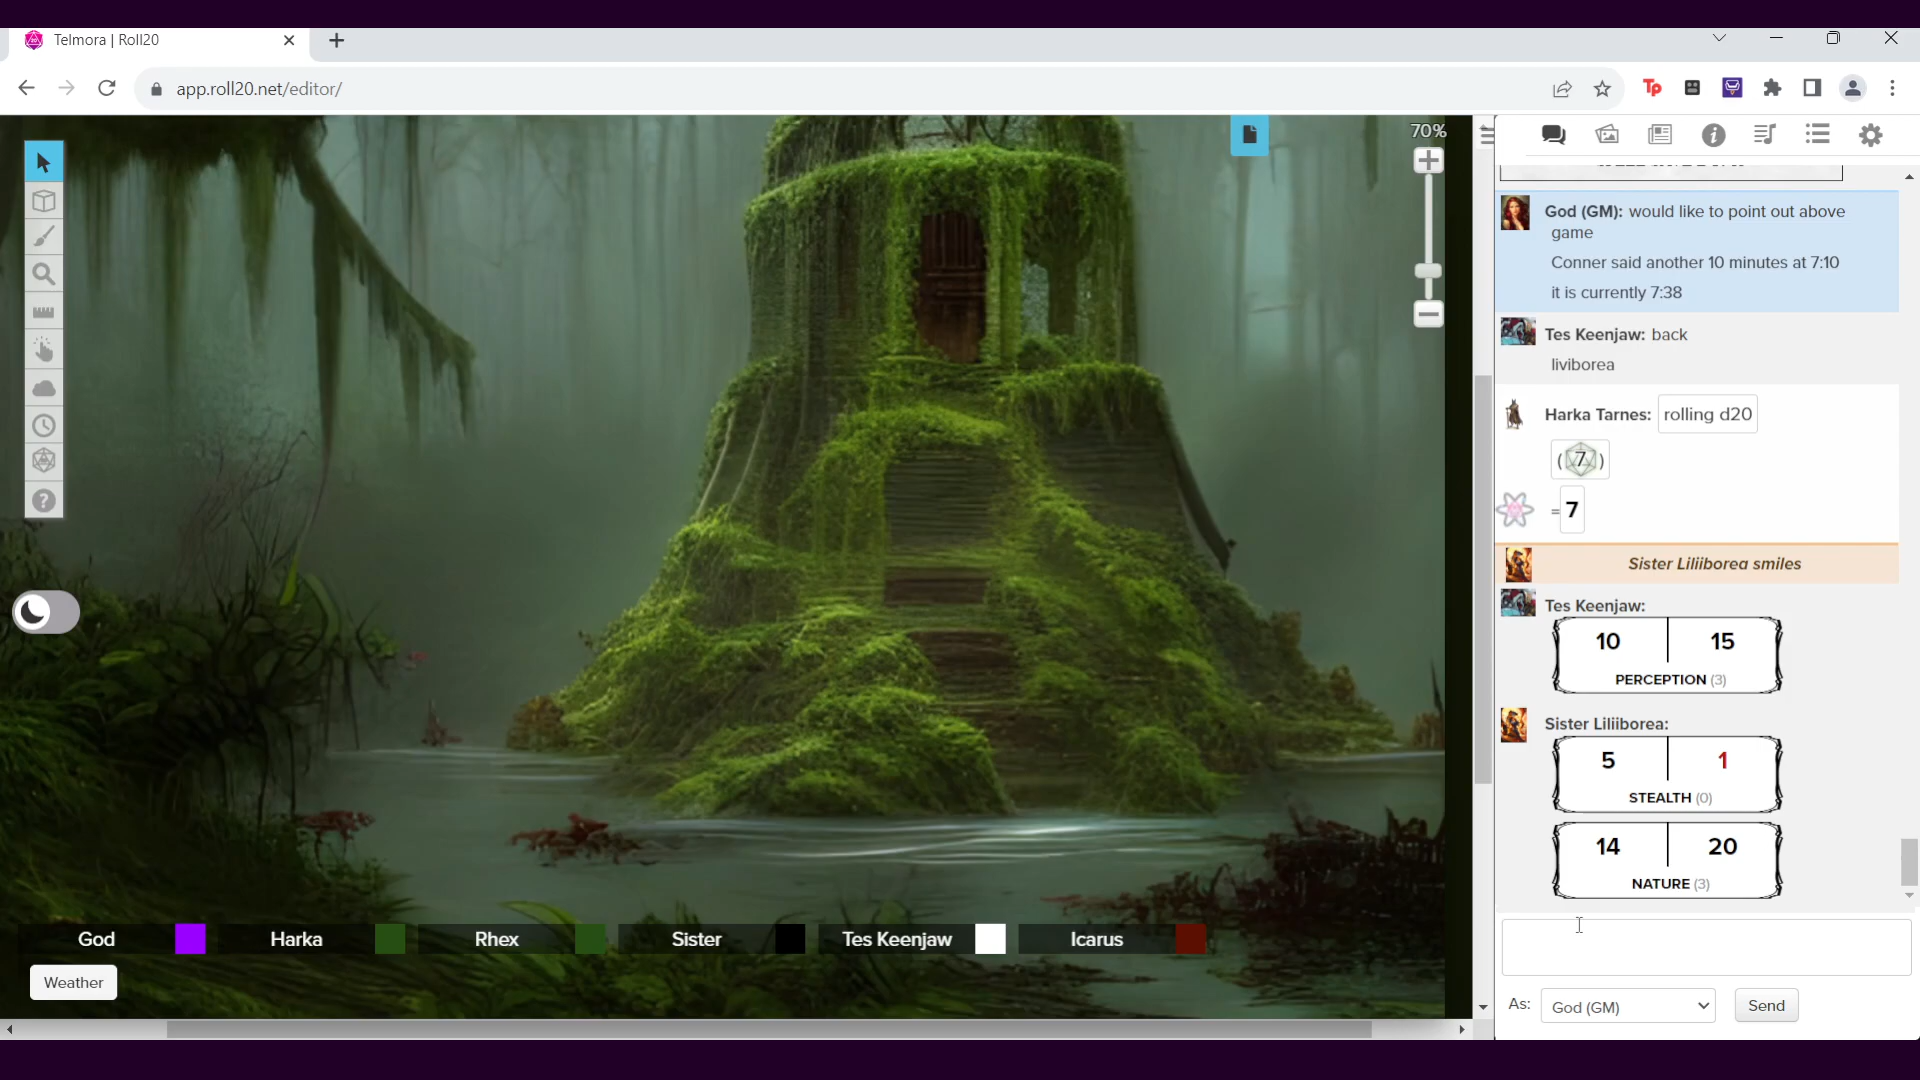 Telmora | Roll20
app.roll20.net/editor/
Tp
70%
God (GM): would like to point out above
game
Conner said another 10 minutes at 7:10
it is currently 7:38
Tes Keenjaw: back
liviborea
Harka Tarnes: rolling d20
(7)
=7
Sister Liliiborea smiles
Tes Keenjaw:
10 15
PERCEPTION (3)
Sister Liliiborea:
5 1
STEALTH (0)
14 20
NATURE (3)
God Harka Rhex Sister Tes Keenjaw Icarus
Weather
As: God (GM) Send